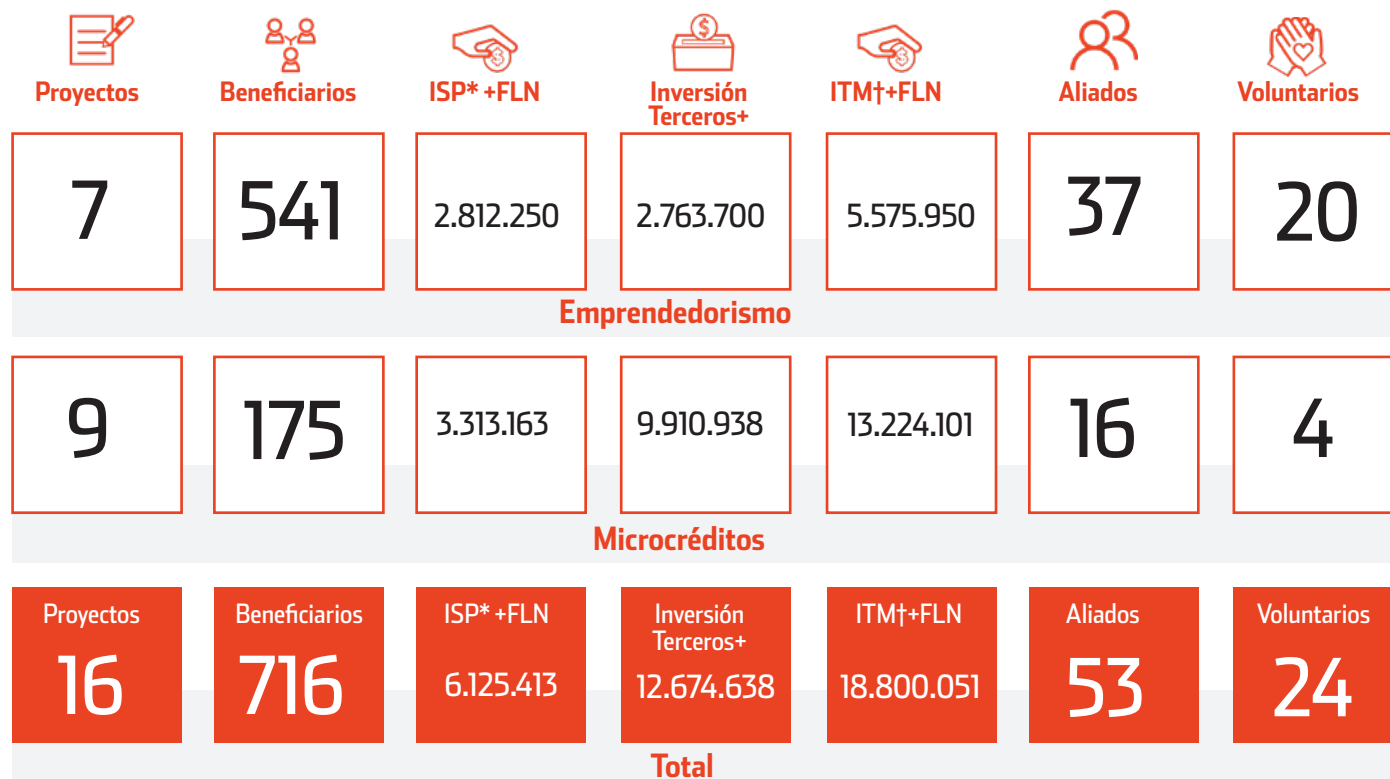 Proyectos
Beneficiarios
ISP* +FLN
Inversión
Terceros+
ITM†+FLN
Aliados
Voluntarios
7
541
2.812.250
2.763.700
5.575.950
37
20
Emprendedorismo
9
175
3.313.163
9.910.938
13.224.101
16
4
Microcréditos
Proyectos
16
Beneficiarios
716
ISP* +FLN
6.125.413
Inversión
Terceros+
12.674.638
ITM†+FLN
18.800.051
Aliados
53
Voluntarios
24
Total